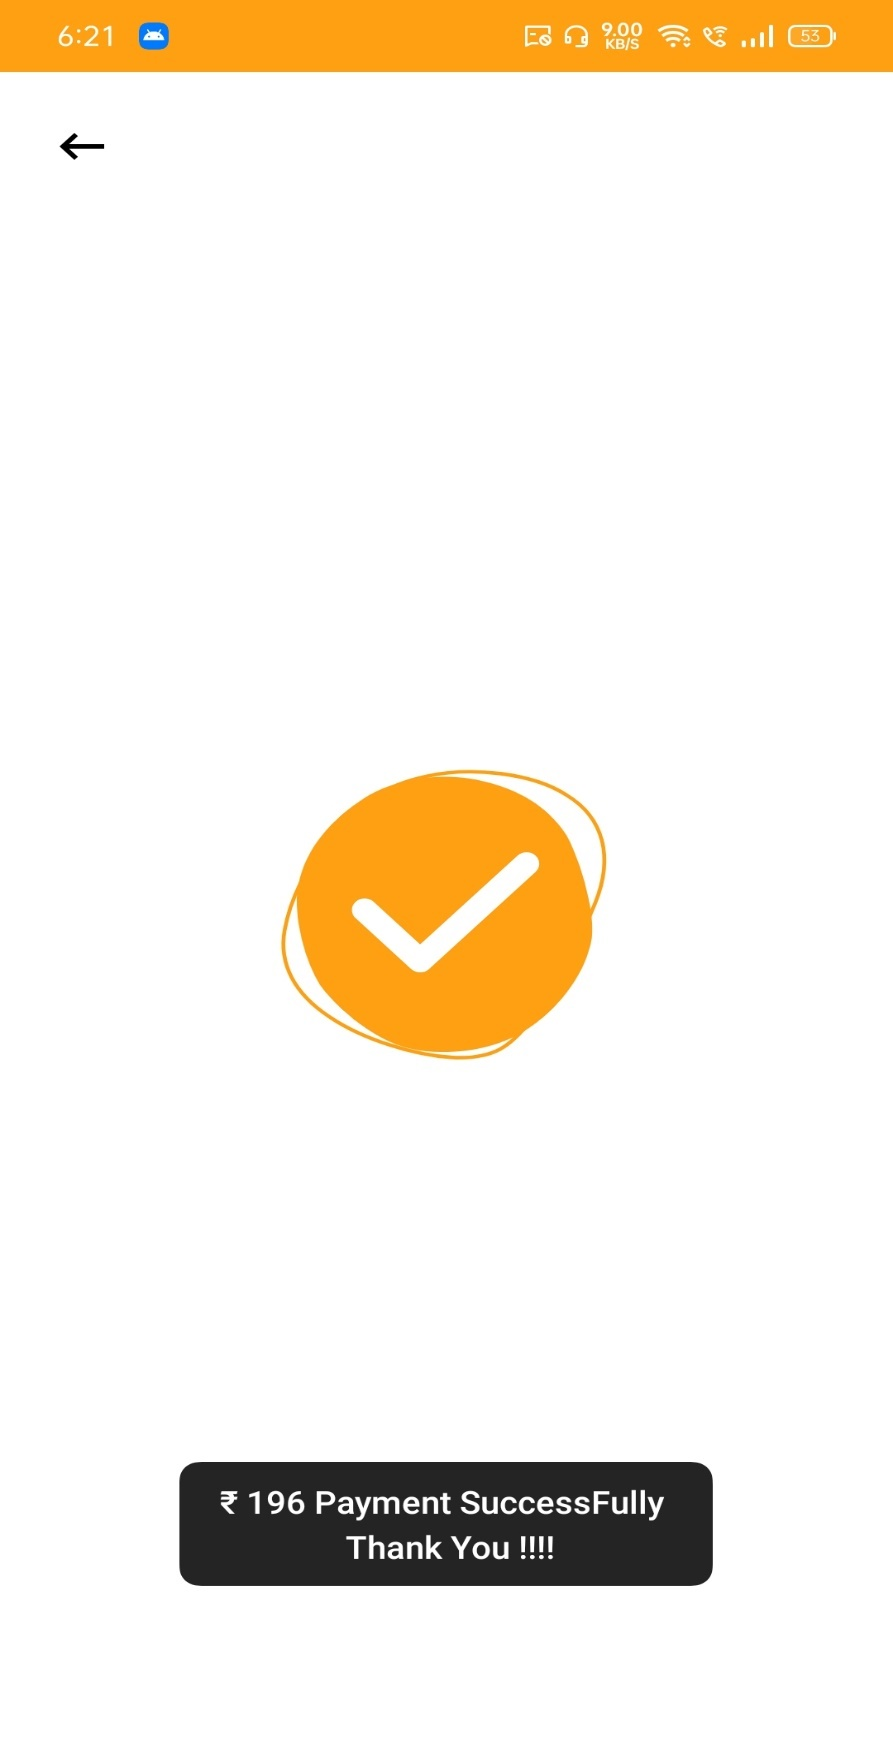 6:21
9.00
KB/S
53
₹ 196 Payment SuccessFully
Thank You !!!!